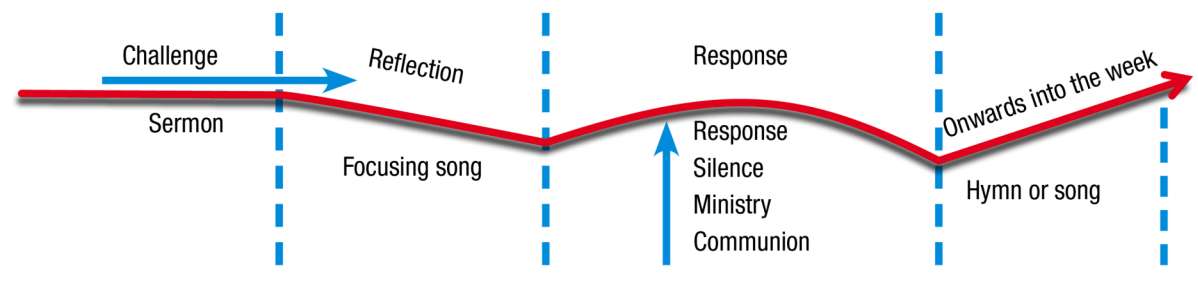 Challenge
Sermon
Reflection
Focusing song
Response
Response
Silence
Ministry
Communion
Onwards into the week
Hymn or song